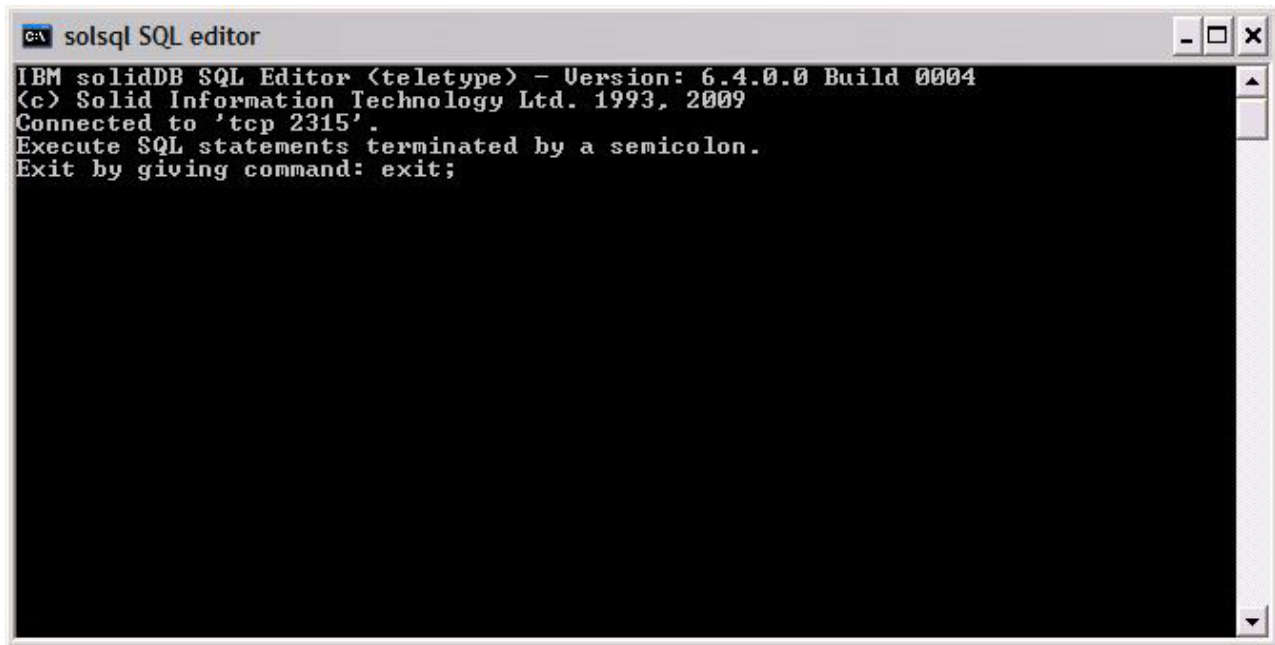 solsql SQL editor
IBM solidDB SQL Editor (teletype) - Version: 6.4.0.0 Build 0004
(c) Solid Information Technology Ltd. 1993, 2009
Connected to 'tcp 2315'.
Execute SQL statements terminated by a semicolon.
Exit by giving command: exit;